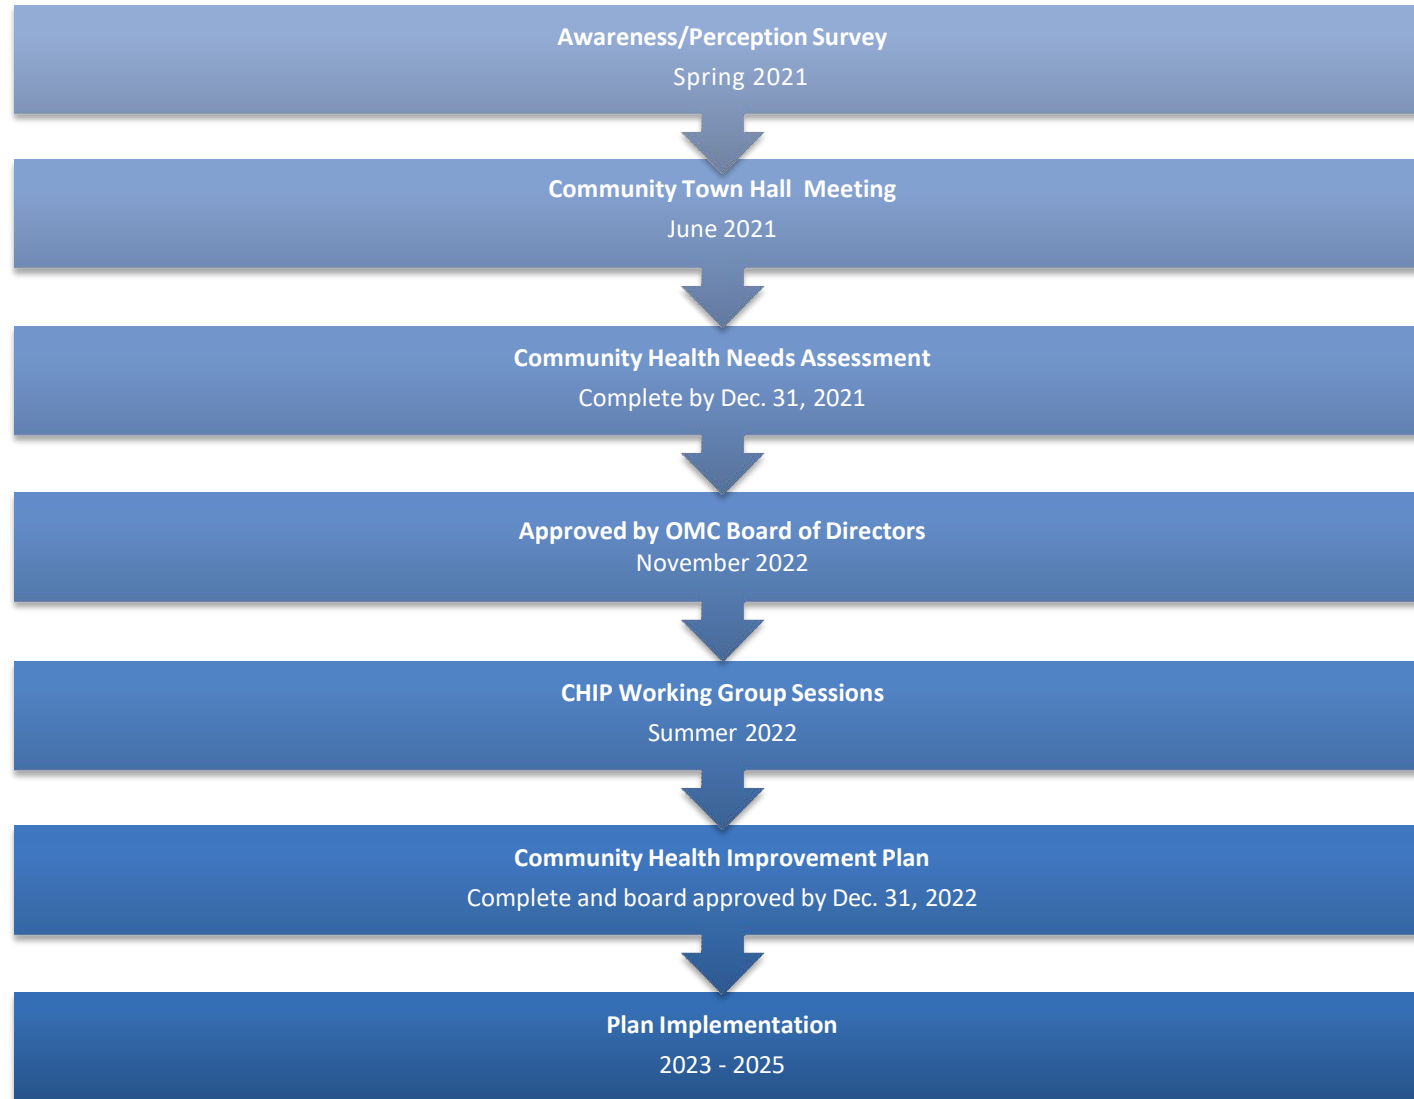 Awareness/Perception Survey
Spring 2021
Community Town Hall  Meeting
June 2021
Community Health Needs Assessment
Complete by Dec. 31, 2021
Approved by OMC Board of Directors
November 2022
CHIP Working Group Sessions
Summer 2022
Community Health Improvement Plan
Complete and board approved by Dec. 31, 2022
Plan Implementation
2023 - 2025